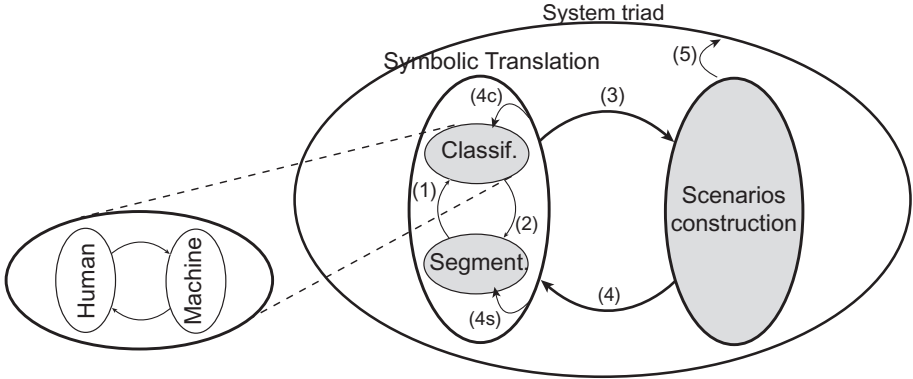 System triad
Symbolic Translation
(5)
(4c)
(3)
Classif.
(1)
(2)
Scenarios
construction
Segment.
(4s)
(4)
Human
Machine